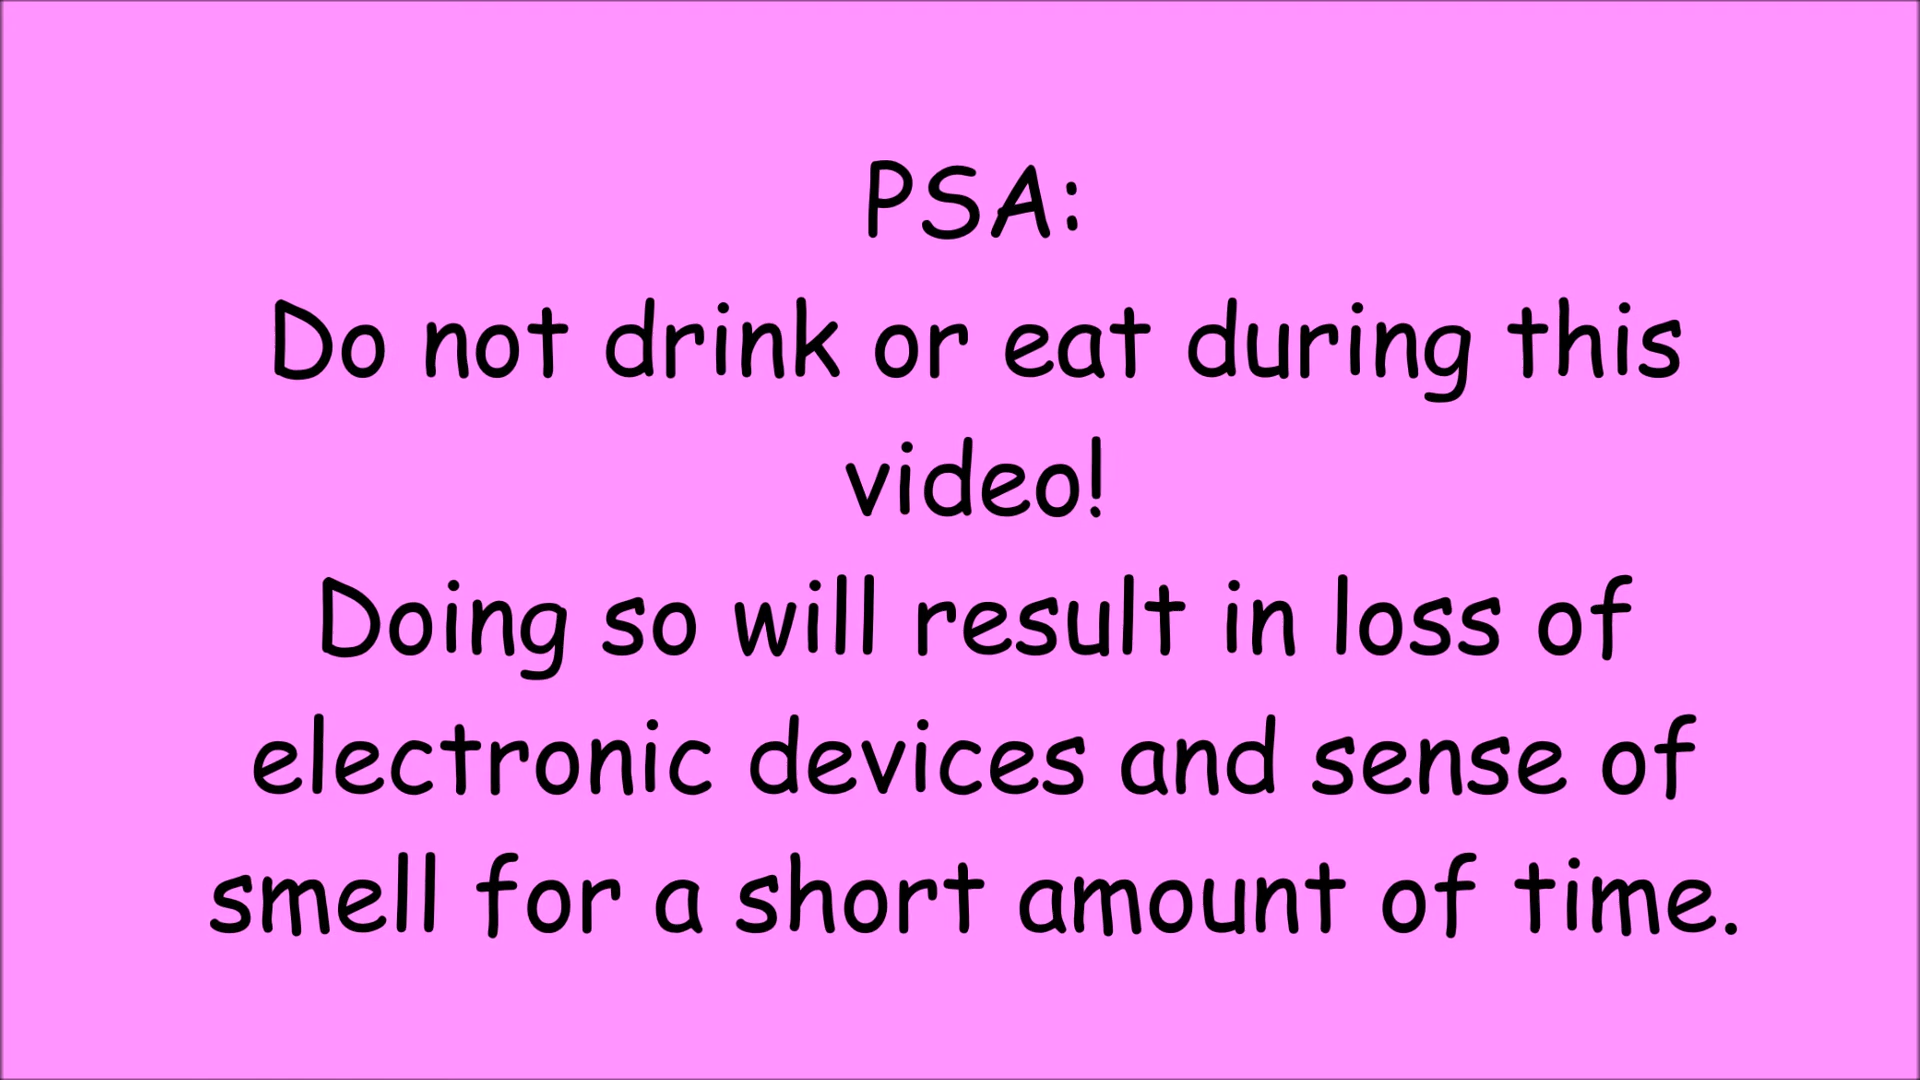 PSA:
Do not drink or eat during this
video!
Doing so will result in loss of
electronic devices and sense of
smell for a short amount of time.